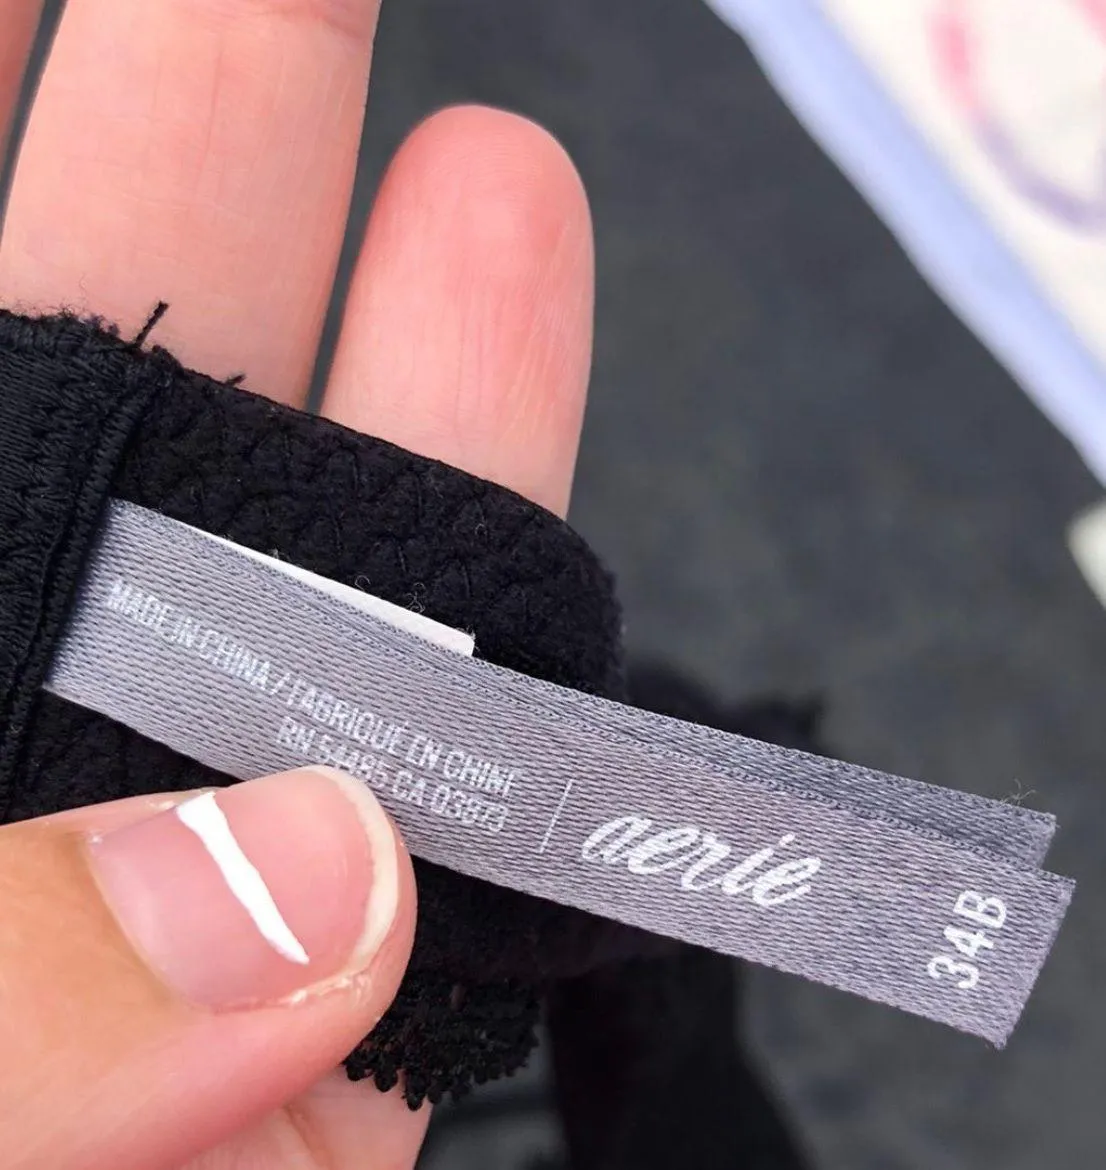 MADE IN CHINA / FABRIQUÉ EN CHINE
RN 54485 CA 03873
aerie
34B